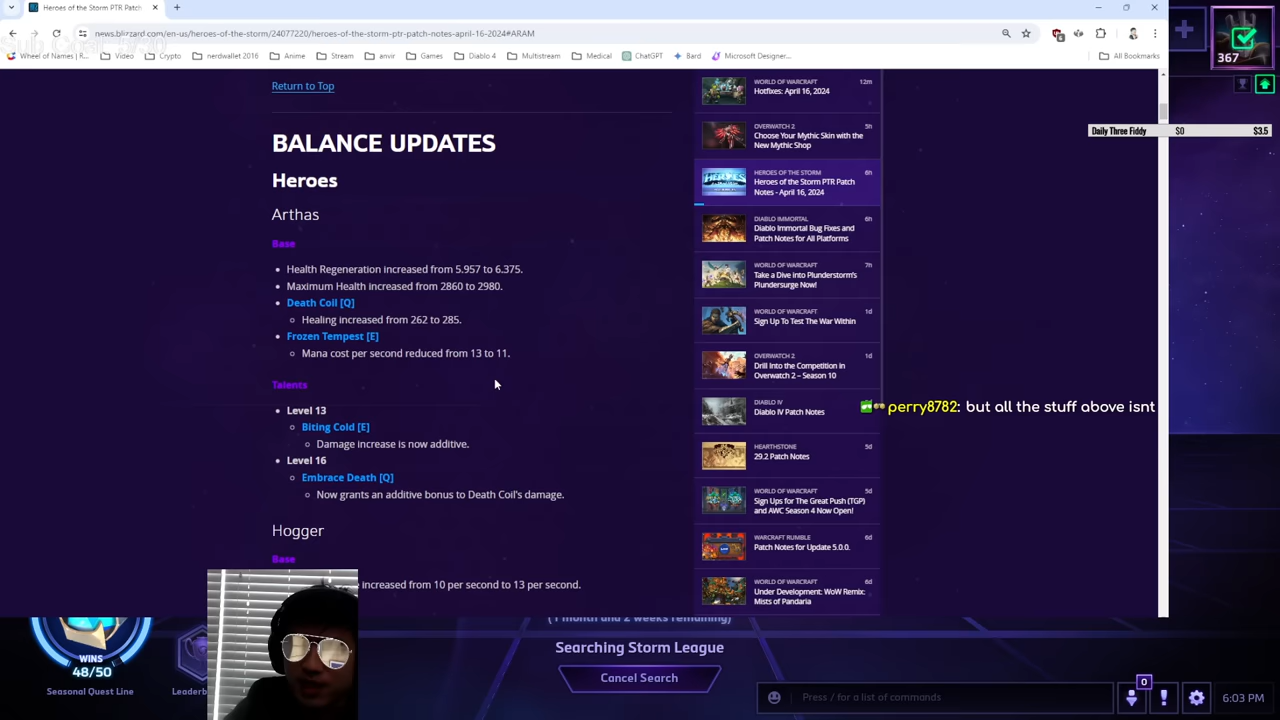 Heroes of the Storm PTR Patch
news.blizzard.com/en-us/heroes-of-the-storm/24077220/heroes-of-the-storm-ptr-patch-notes-april-16-2024#ARAM
Wheel of Names | R...
Video
Crypto
nerdwallet 2016
Anime
Stream
anvir
Games
Diablo 4
Multistream
Medical
ChatGPT
Bard
Microsoft Designer...
All Bookmarks
367
Daily Three Fiddy $0 $3.5
Return to Top
BALANCE UPDATES
Heroes
Arthas
Base
Health Regeneration increased from 5.957 to 6.375.
Maximum Health increased from 2860 to 2980.
Death Coil [Q]
Healing increased from 262 to 285.
Frozen Tempest [E]
Mana cost per second reduced from 13 to 11.
Talents
Level 13
Biting Cold [E]
Damage increase is now additive.
Level 16
Embrace Death [Q]
Now grants an additive bonus to Death Coil's damage.
Hogger
Base
increased from 10 per second to 13 per second.
WORLD OF WARCRAFT 12m
Hotfixes: April 16, 2024
OVERWATCH 2 5h
Choose Your Mythic Skin with the
New Mythic Shop
HEROES OF THE STORM 6h
Heroes of the Storm PTR Patch
Notes - April 16, 2024
DIABLO IMMORTAL 6h
Diablo Immortal Bug Fixes and
Patch Notes for All Platforms
WORLD OF WARCRAFT 7h
Take a Dive into Plunderstorm's
Plundersurge Now!
WORLD OF WARCRAFT 1d
Sign Up To Test The War Within
OVERWATCH 2 1d
Drill Into the Competition in
Overwatch 2 – Season 10
DIABLO IV
Diablo IV Patch Notes
HEARTHSTONE 5d
29.2 Patch Notes
WORLD OF WARCRAFT 5d
Sign Ups for The Great Push (TGP)
and AWC Season 4 Now Open!
WARCRAFT RUMBLE 6d
Patch Notes for Update 5.0.0.
WORLD OF WARCRAFT 6d
Under Development: WoW Remix:
Mists of Pandaria
perry8782: but all the stuff above isnt
(1 month and 2 weeks remaining)
Searching Storm League
Cancel Search
WINS
48/50
Seasonal Quest Line
Leaderb
Press / for a list of commands
0
6:03 PM